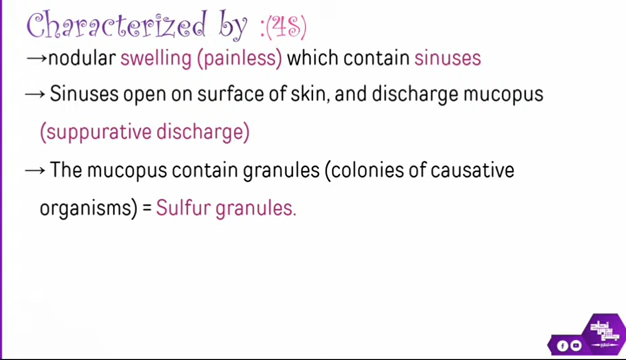 Characterized by :(4S)
→nodular swelling (painless) which contain sinuses
→ Sinuses open on surface of skin, and discharge mucopus
(suppurative discharge)
→ The mucopus contain granules (colonies of causative
organisms) = Sulfur granules.